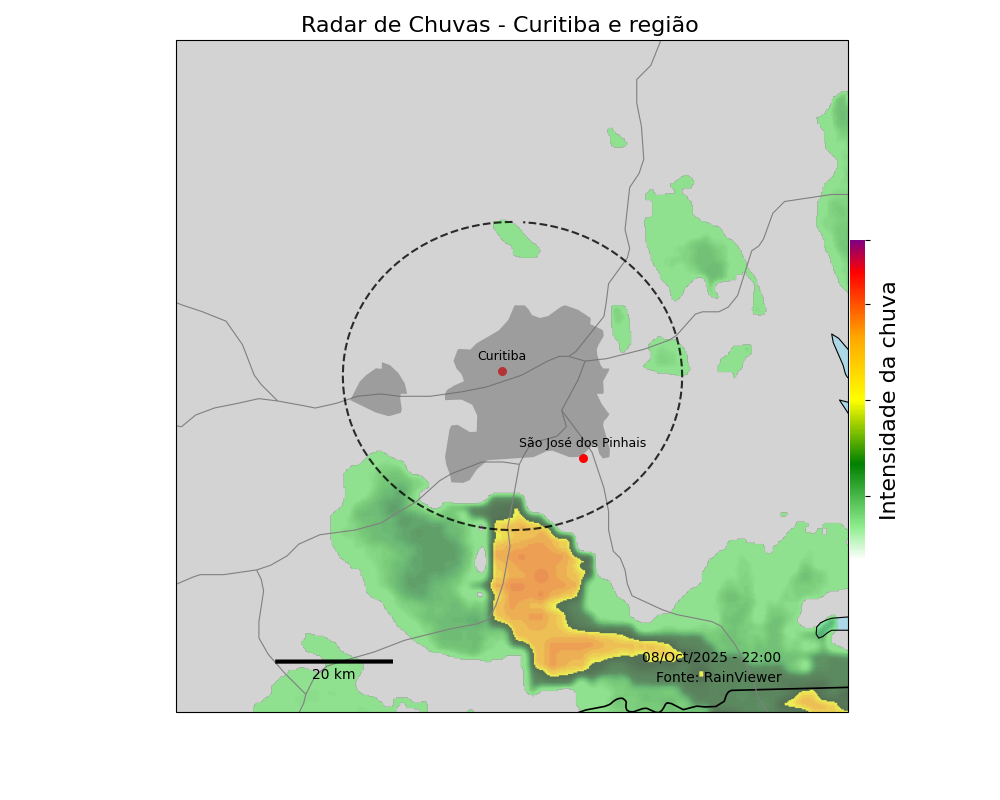 Radar de Chuvas - Curitiba e região
Curitiba
São José dos Pinhais
Intensidade da chuva
08/Oct/2025 - 22:00
20 km
Fonte: RainViewer